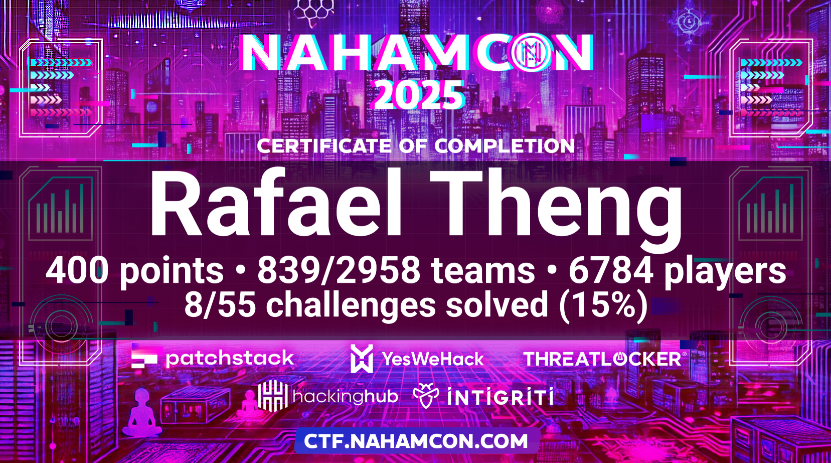 NAHAMCON
2025
CERTIFICATE OF COMPLETION
Rafael Theng
400 points • 839/2958 teams • 6784 players
8/55 challenges solved (15%)
patchstack YesWeHack THREATLOCKER®
hackinghub INTIGRITI
CTF.NAHAMCON.COM